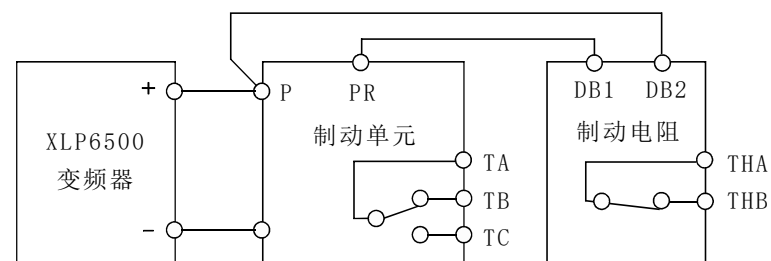 +
P
PR
DB1
DB2
XLP6500
变频器
制动单元
制动电阻
TA
TB
TC
THA
THB
−